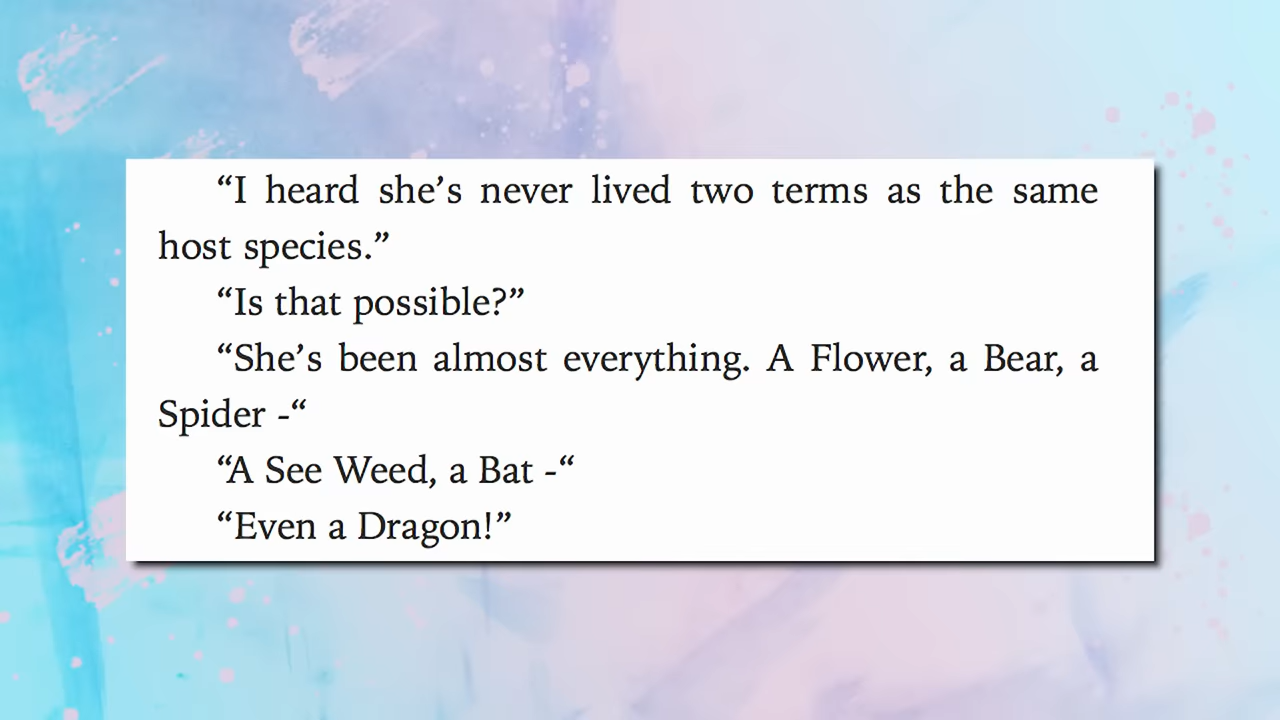 “I heard she’s never lived two terms as the same
host species.”
“Is that possible?”
“She’s been almost everything. A Flower, a Bear, a
Spider -“
“A See Weed, a Bat -“
“Even a Dragon!”